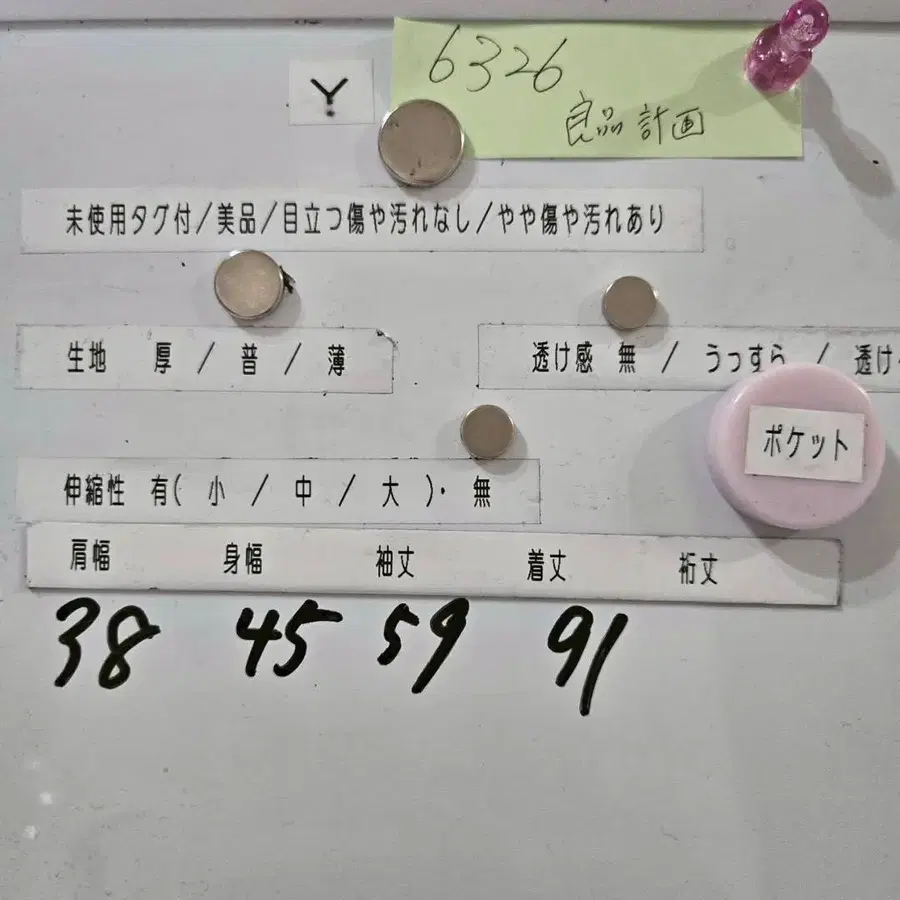 6326
Y
良品計画
未使用タグ付/美品/目立つ傷や汚れなし/やや傷や汚れあり
生地 厚 / 普 / 薄
透け感 無 / うっすら / 透け
ポケット
伸縮性 有( 小 / 中 / 大 )・ 無
肩幅 身幅 袖丈 着丈 裄丈
38 45 59 91